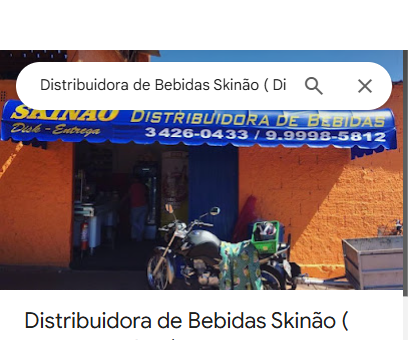 Distribuidora de Bebidas Skinão ( Di
SKINÃO DISTRIBUIDORA DE BEBIDAS
Disk - Entrega 3426-0433 / 9.9998-5812
Distribuidora de Bebidas Skinão (